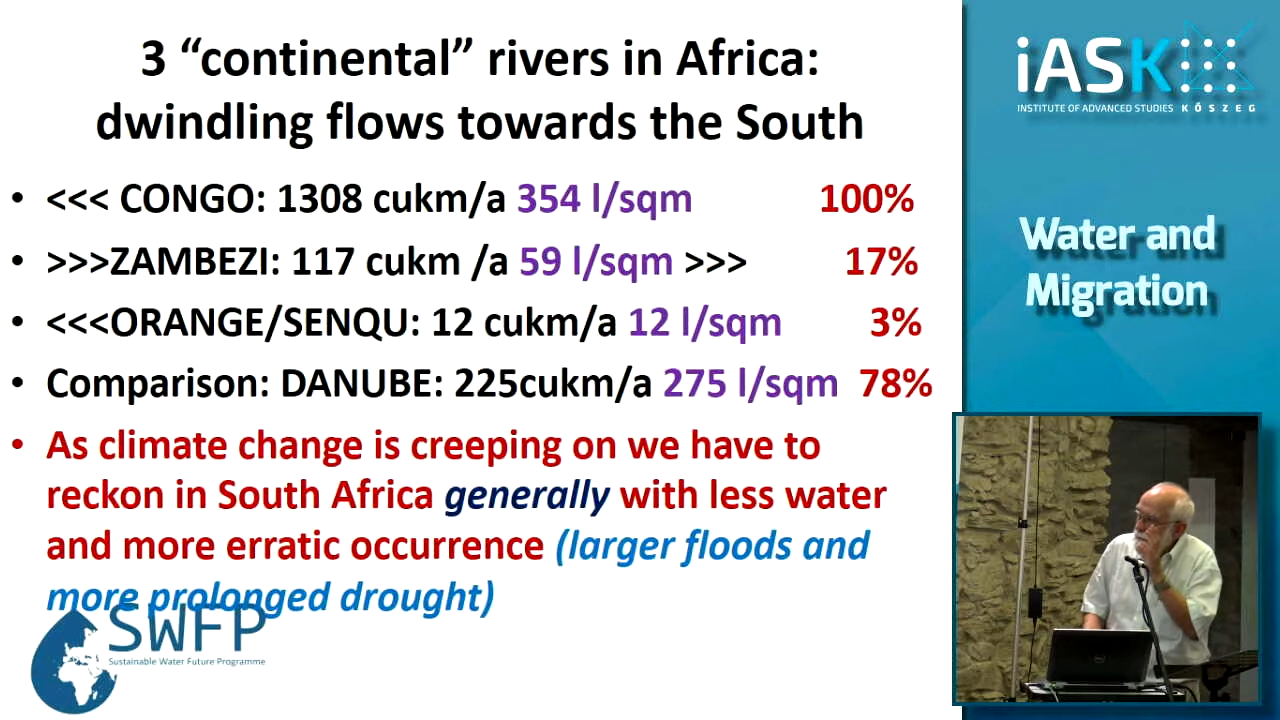 3 “continental” rivers in Africa:
dwindling flows towards the South
• <<< CONGO: 1308 cukm/a 354 l/sqm 100%
• >>>ZAMBEZI: 117 cukm /a 59 l/sqm >>> 17%
• <<<ORANGE/SENQU: 12 cukm/a 12 l/sqm 3%
• Comparison: DANUBE: 225cukm/a 275 l/sqm 78%
• As climate change is creeping on we have to
reckon in South Africa generally with less water
and more erratic occurrence (larger floods and
more prolonged drought)
SWFP
Sustainable Water Future Programme
iASK
INSTITUTE OF ADVANCED STUDIES KŐSZEG
Water and
Migration